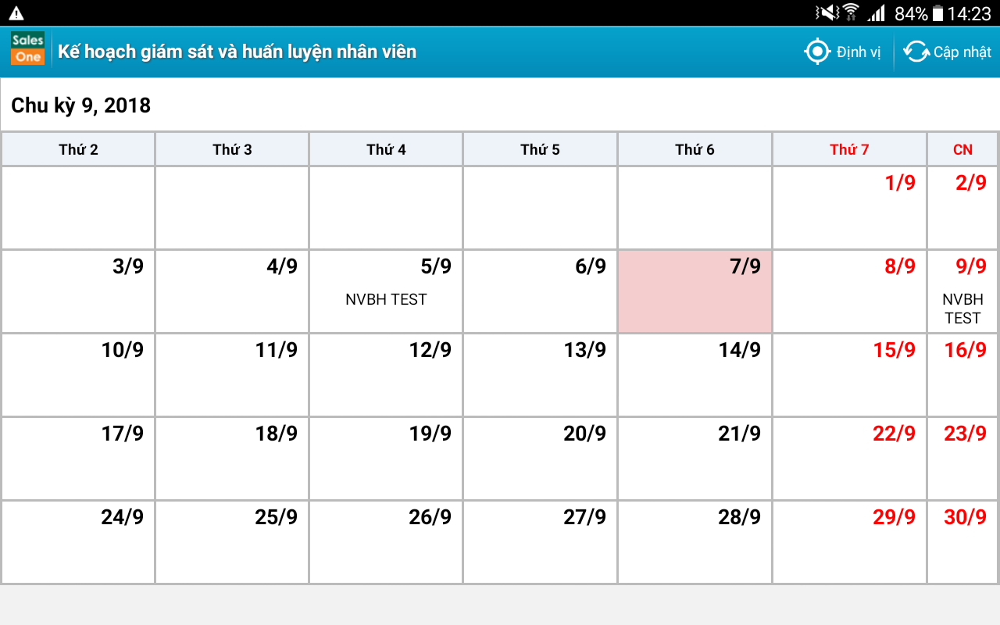 84% 14:23
Sales One Kế hoạch giám sát và huấn luyện nhân viên Định vị Cập nhật
Chu kỳ 9, 2018
Thứ 2 Thứ 3 Thứ 4 Thứ 5 Thứ 6 Thứ 7 CN
1/9 2/9
3/9 4/9 5/9 6/9 7/9 8/9 9/9
NVBH TEST NVBH
TEST
10/9 11/9 12/9 13/9 14/9 15/9 16/9
17/9 18/9 19/9 20/9 21/9 22/9 23/9
24/9 25/9 26/9 27/9 28/9 29/9 30/9